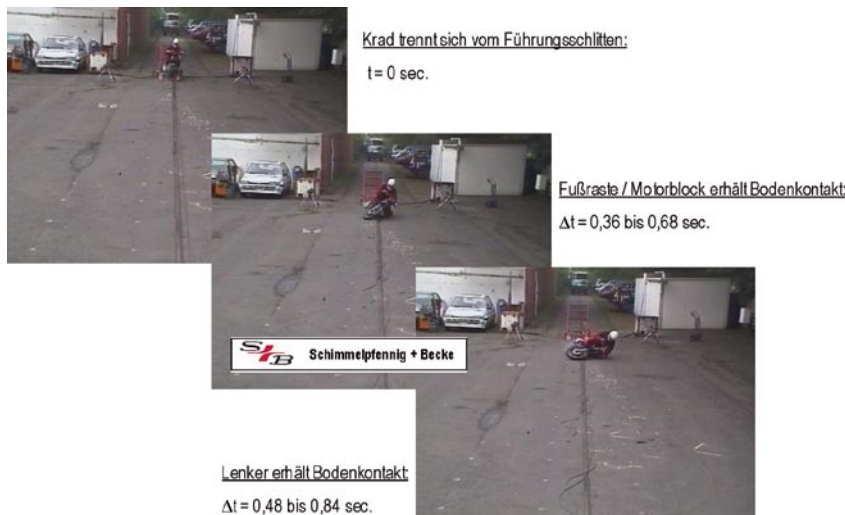 Krad trennt sich vom Führungsschlitten:
t = 0 sec.
Fußraste / Motorblock erhält Bodenkontakt:
Δt = 0,36 bis 0,68 sec.
S+B Schimmelpfennig + Becke
Lenker erhält Bodenkontakt:
Δt = 0,48 bis 0,84 sec.